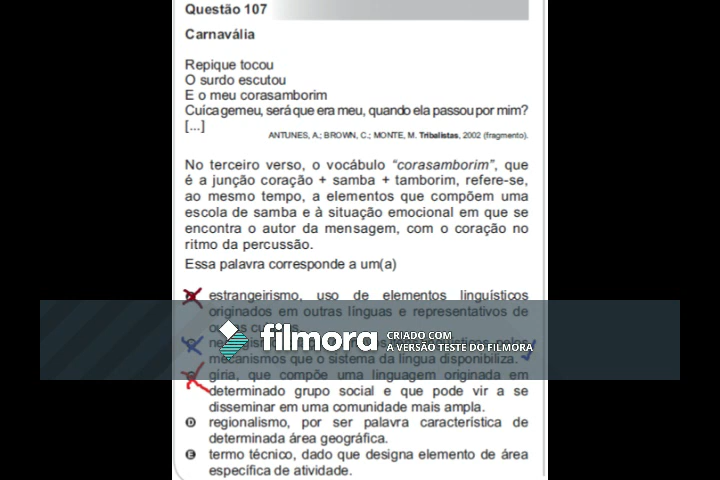 Questão 107
Carnavália
Repique tocou
O surdo escutou
E o meu corasamborim
Cuíca gemeu, será que era meu, quando ela passou por mim?
[...]
ANTUNES, A.; BROWN, C.; MONTE, M. Tribalistas, 2002 (fragmento).
No terceiro verso, o vocábulo “corasamborim”, que
é a junção coração + samba + tamborim, refere-se,
ao mesmo tempo, a elementos que compõem uma
escola de samba e à situação emocional em que se
encontra o autor da mensagem, com o coração no
ritmo da percussão.
Essa palavra corresponde a um(a)
estrangeirismo, uso de elementos linguísticos
originados em outras línguas e representativos de
filmora
CRIADO COM
A VERSÃO TESTE DO FILMORA
mecanismos que o sistema da língua disponibiliza.
gíria, que compõe uma linguagem originada em
determinado grupo social e que pode vir a se
disseminar em uma comunidade mais ampla.
D regionalismo, por ser palavra característica de
determinada área geográfica.
E termo técnico, dado que designa elemento de área
específica de atividade.